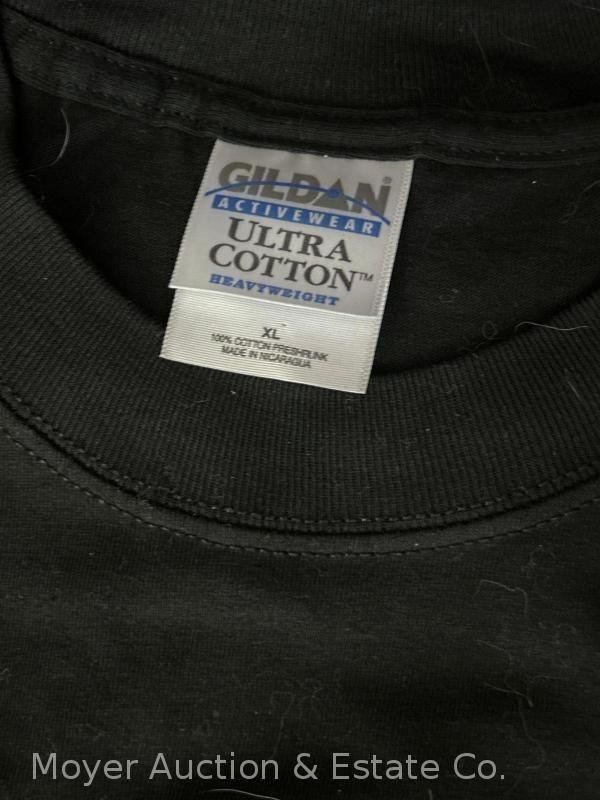 GILDAN®
ACTIVEWEAR
ULTRA
COTTON™
HEAVYWEIGHT
XL
100% COTTON PRESHRUNK
MADE IN NICARAGUA
Moyer Auction & Estate Co.